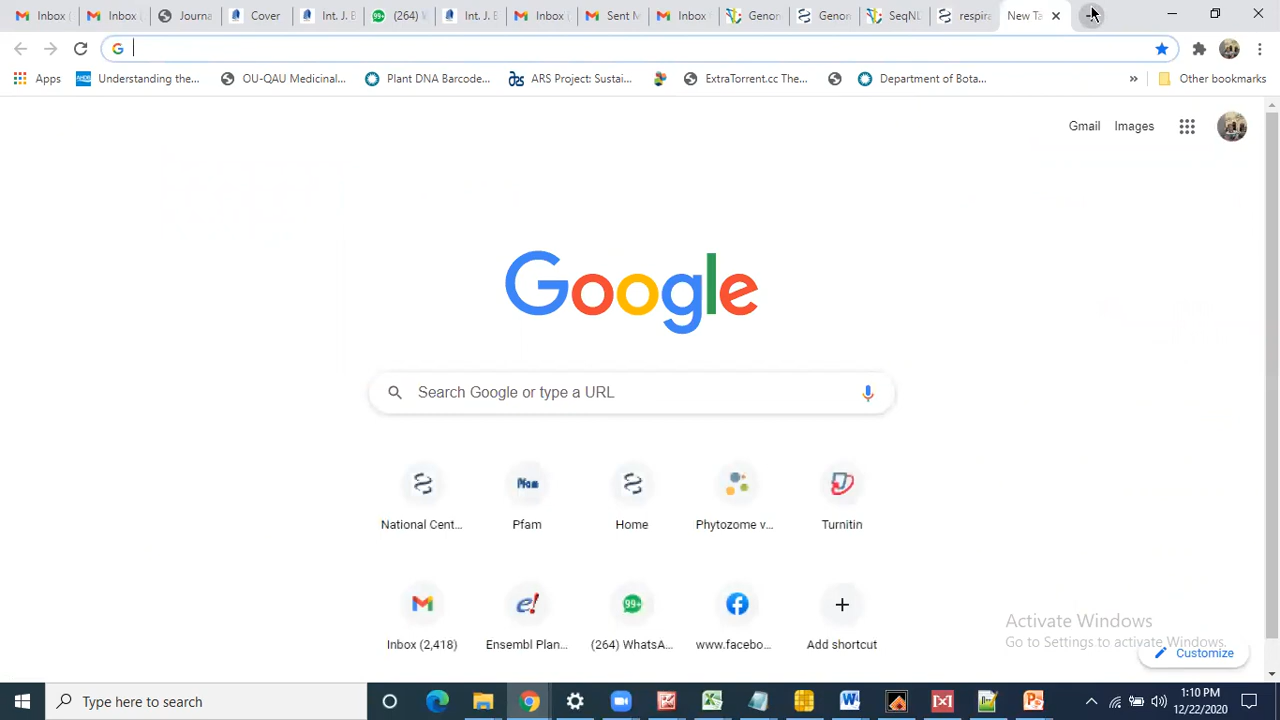 Inbox ( Inbox ( Journa Cover Int. J. E (264) W Int. J. E Inbox ( Sent M Inbox ( Genom Genom SeqNL respira New Ta
Apps Understanding the... OU-QAU Medicinal... Plant DNA Barcode... ARS Project: Sustai... ExtraTorrent.cc The... Department of Bota... » Other bookmarks
Gmail Images
Google
Search Google or type a URL
National Cent... Pfam Home Phytozome v... Turnitin
Inbox (2,418) Ensembl Plan... (264) WhatsA... www.facebo... Add shortcut
Activate Windows
Go to Settings to activate Windows.
Customize
Type here to search
1:10 PM
12/22/2020